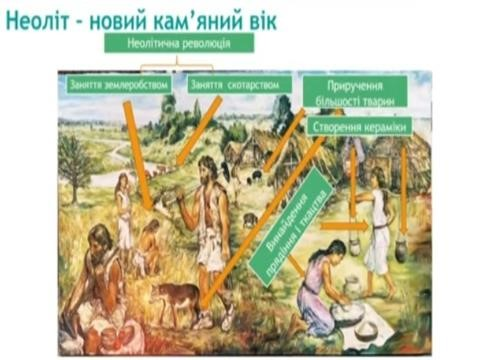 Неоліт - новий кам’яний вік
Неолітична революція
Заняття землеробством
Заняття скотарством
Приручення
більшості тварин
Створення кераміки
Винайдення
прядіння і ткацтва